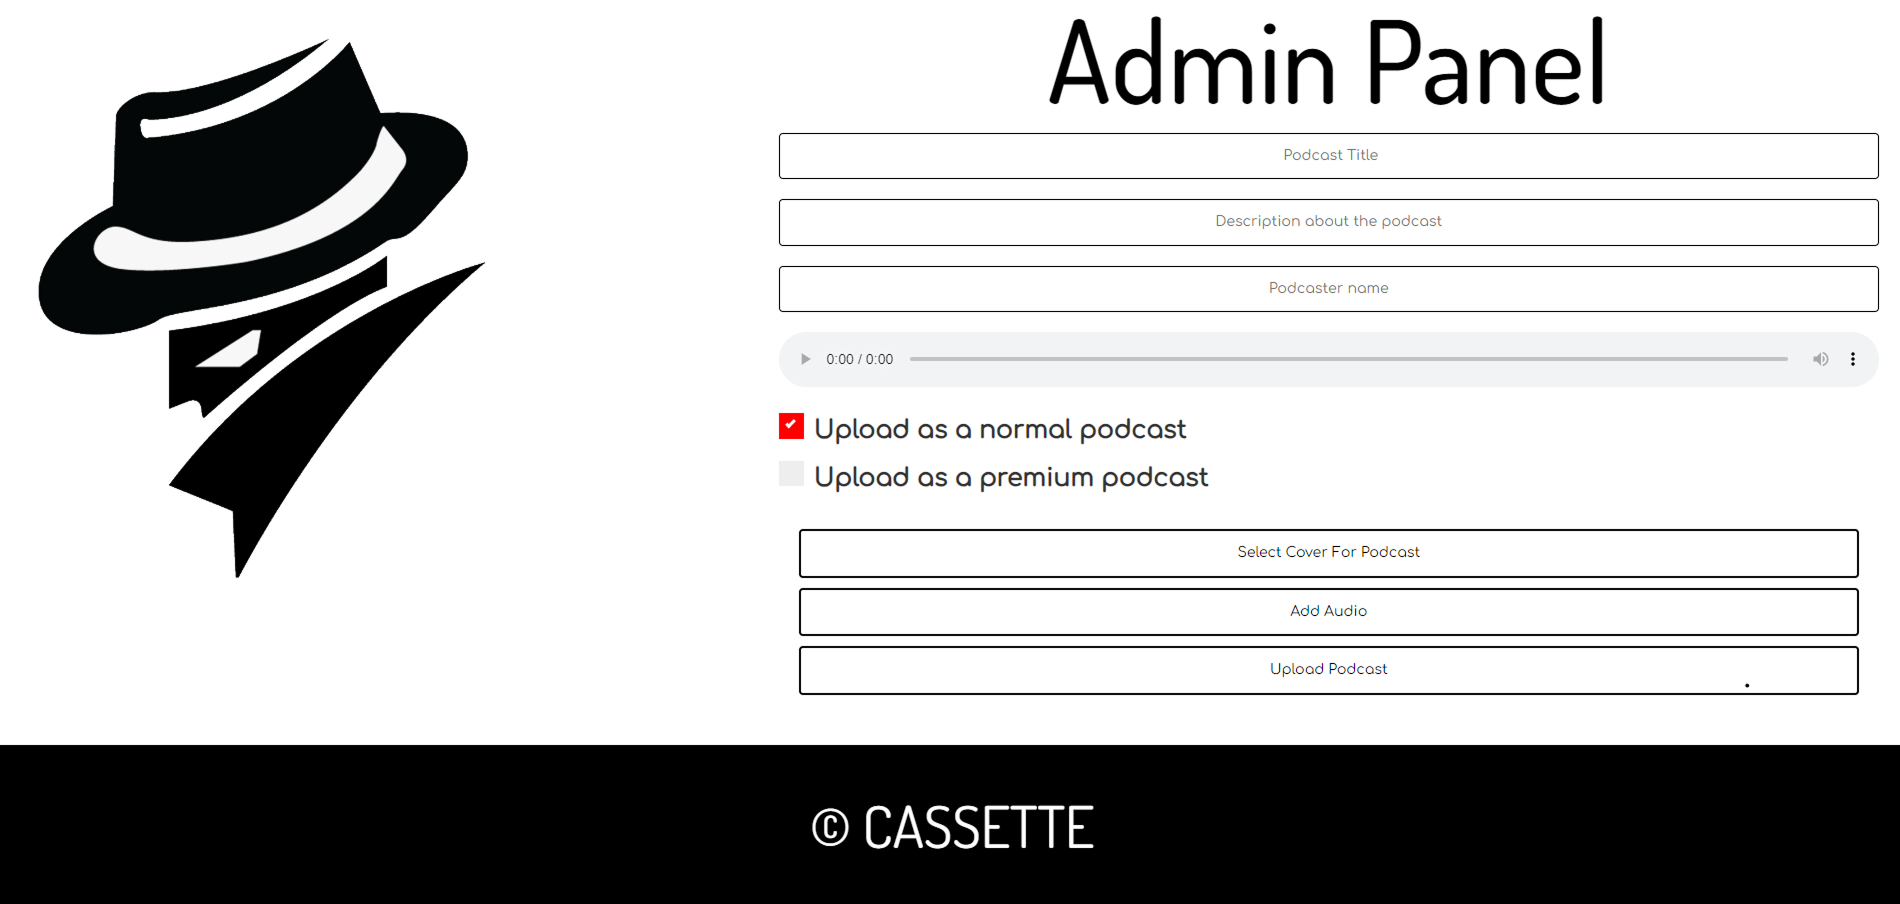 Admin Panel
Podcast Title
Description about the podcast
Podcaster name
0:00 / 0:00
Upload as a normal podcast
Upload as a premium podcast
Select Cover For Podcast
Add Audio
Upload Podcast
© CASSETTE